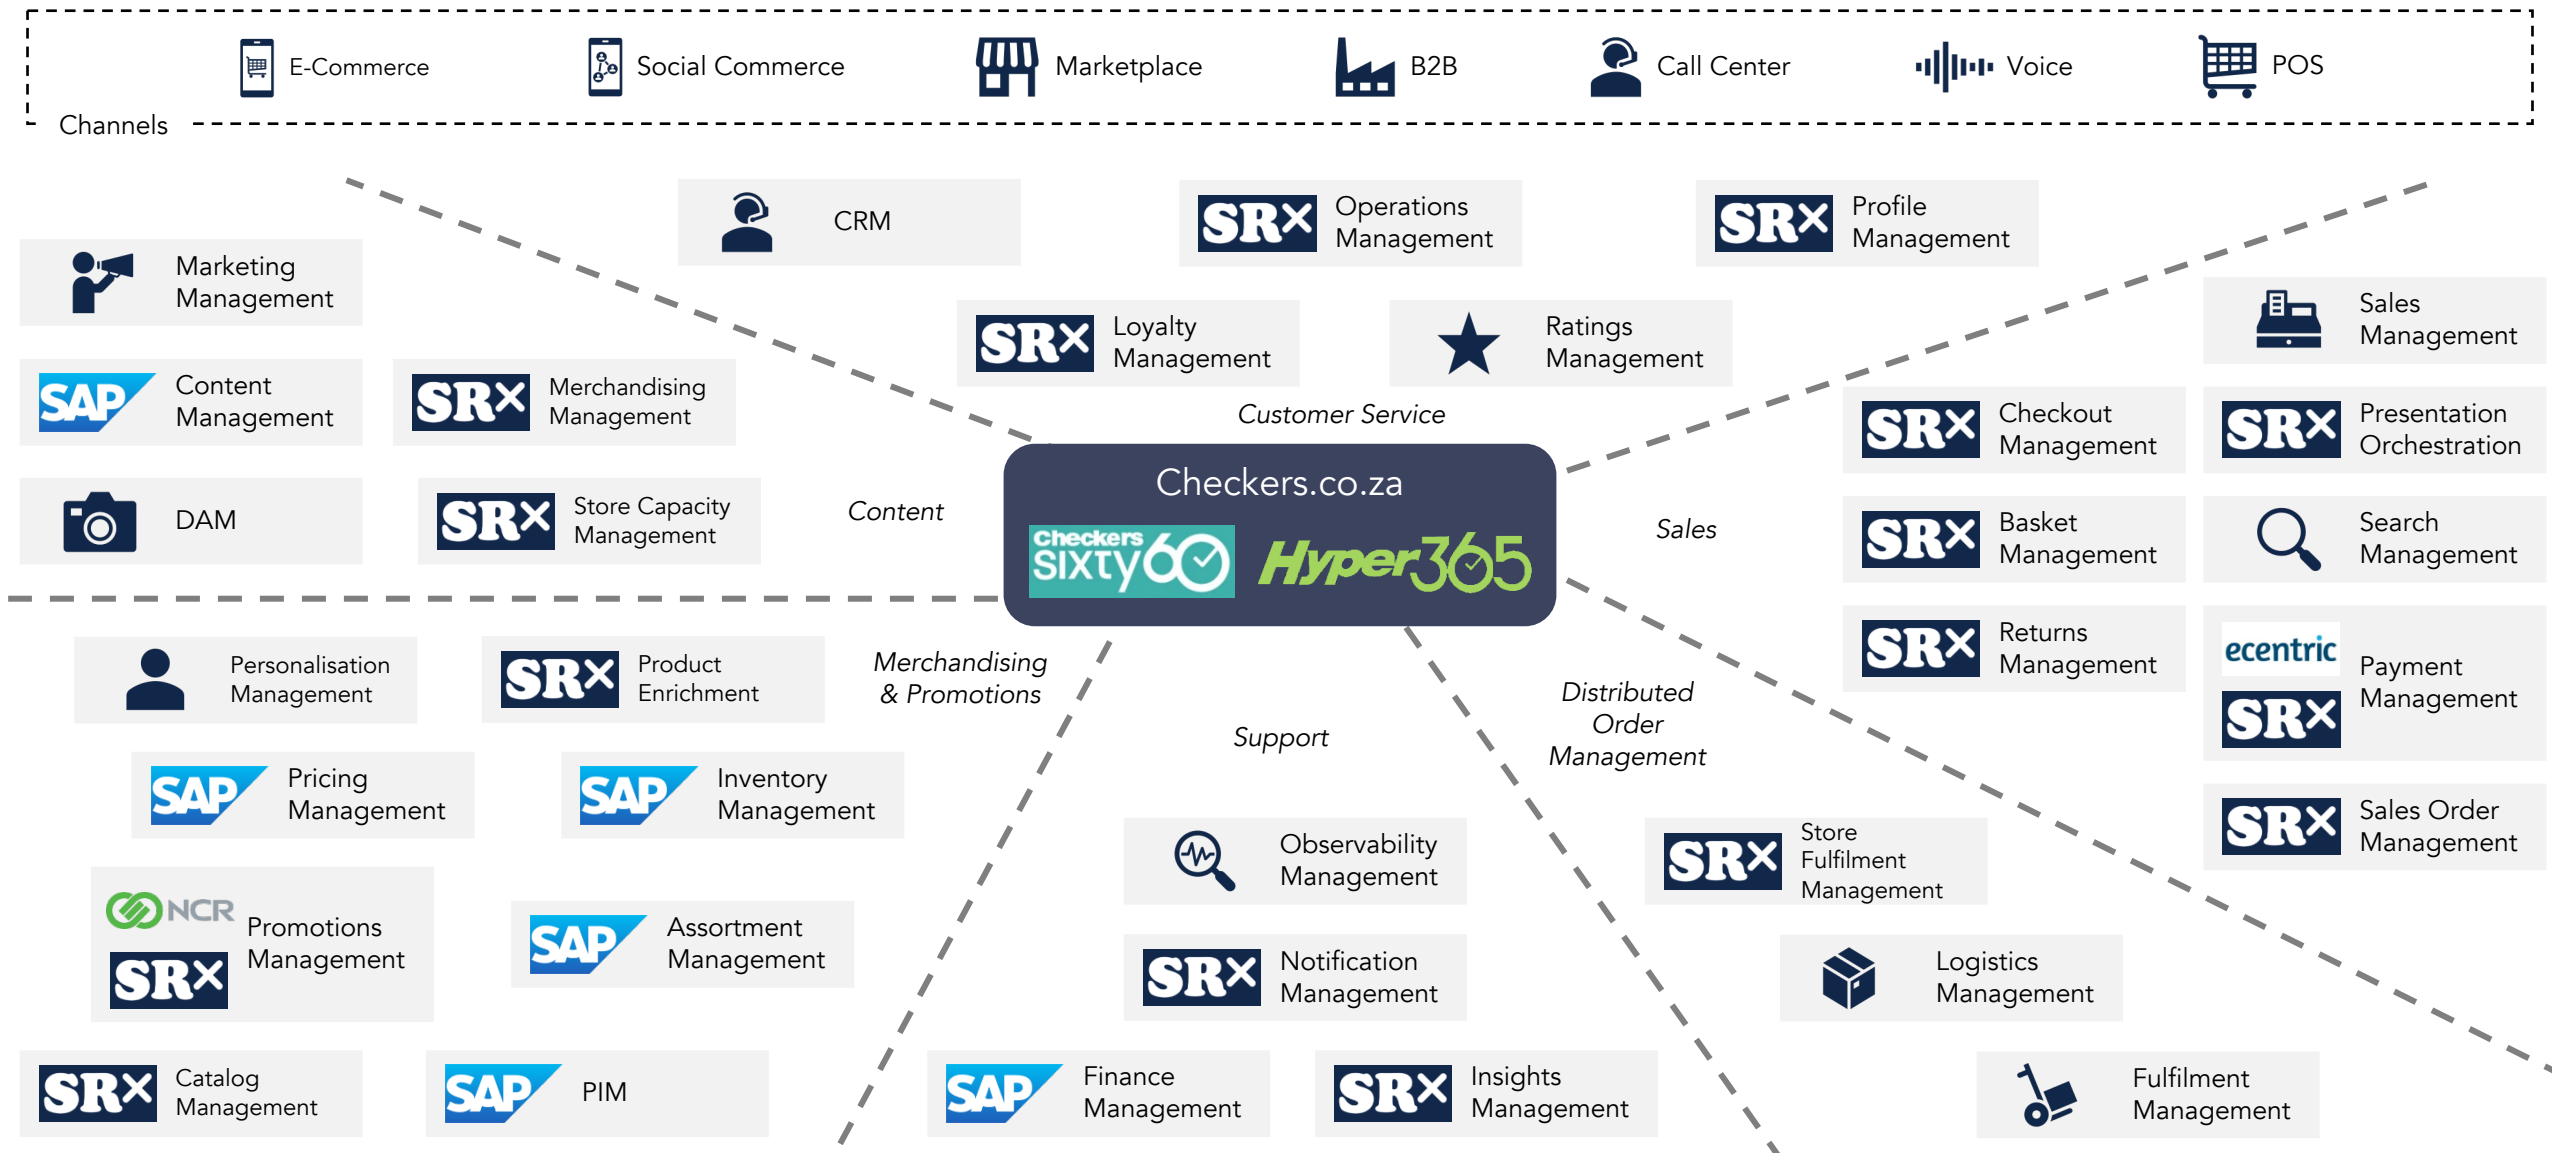 E-Commerce
Social Commerce
Marketplace
B2B
Call Center
Voice
POS
Channels
CRM
SRX
Operations
Management
SRX
Profile
Management
Marketing
Management
SRX
Loyalty
Management
Ratings
Management
Sales
Management
SAP
Content
Management
SRX
Merchandising
Management
Customer Service
SRX
Checkout
Management
SRX
Presentation
Orchestration
DAM
SRX
Store Capacity
Management
Content
Checkers.co.za
Checkers
SIXTY60
Hyper365
Sales
SRX
Basket
Management
Search
Management
Personalisation
Management
SRX
Product
Enrichment
Merchandising
& Promotions
SRX
Returns
Management
ecentric
SRX
Payment
Management
Support
Distributed
Order
Management
SAP
Pricing
Management
SAP
Inventory
Management
Observability
Management
SRX
Store
Fulfilment
Management
SRX
Sales Order
Management
NCR
SRX
Promotions
Management
SAP
Assortment
Management
SRX
Notification
Management
Logistics
Management
SRX
Catalog
Management
SAP
PIM
SAP
Finance
Management
SRX
Insights
Management
Fulfilment
Management